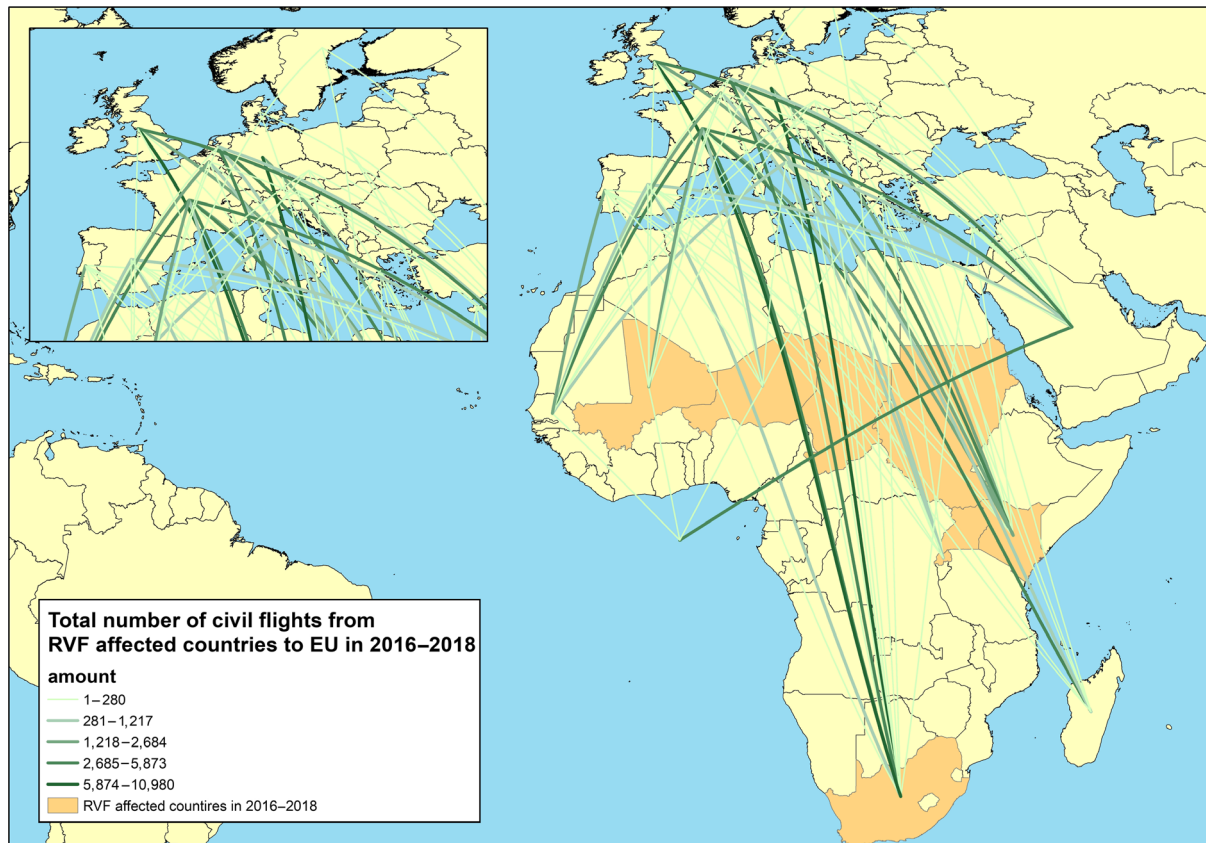 Total number of civil flights from
RVF affected countries to EU in 2016–2018
amount
1–280
281–1,217
1,218–2,684
2,685–5,873
5,874–10,980
RVF affected countires in 2016–2018